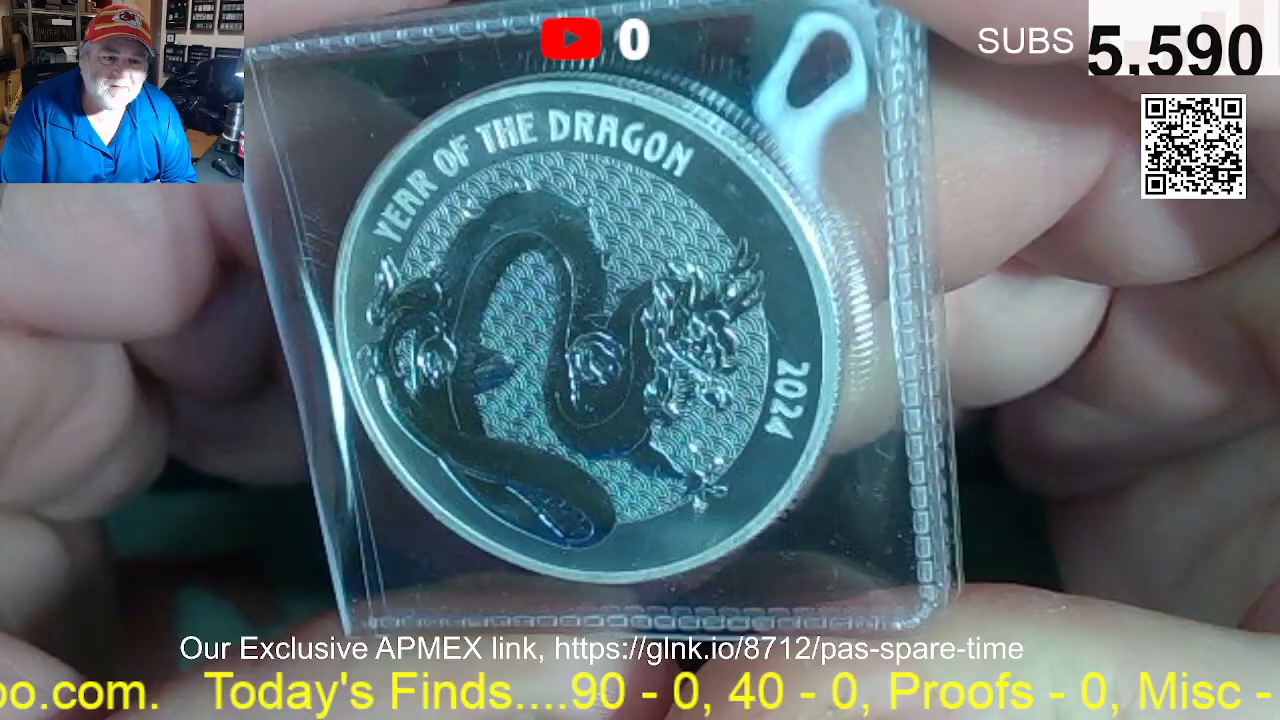 0
SUBS 5,590
YEAR OF THE DRAGON
2024
Our Exclusive APMEX link, https://glnk.io/8712/pas-spare-time
oo.com. Today's Finds....90 - 0, 40 - 0, Proofs - 0, Misc -